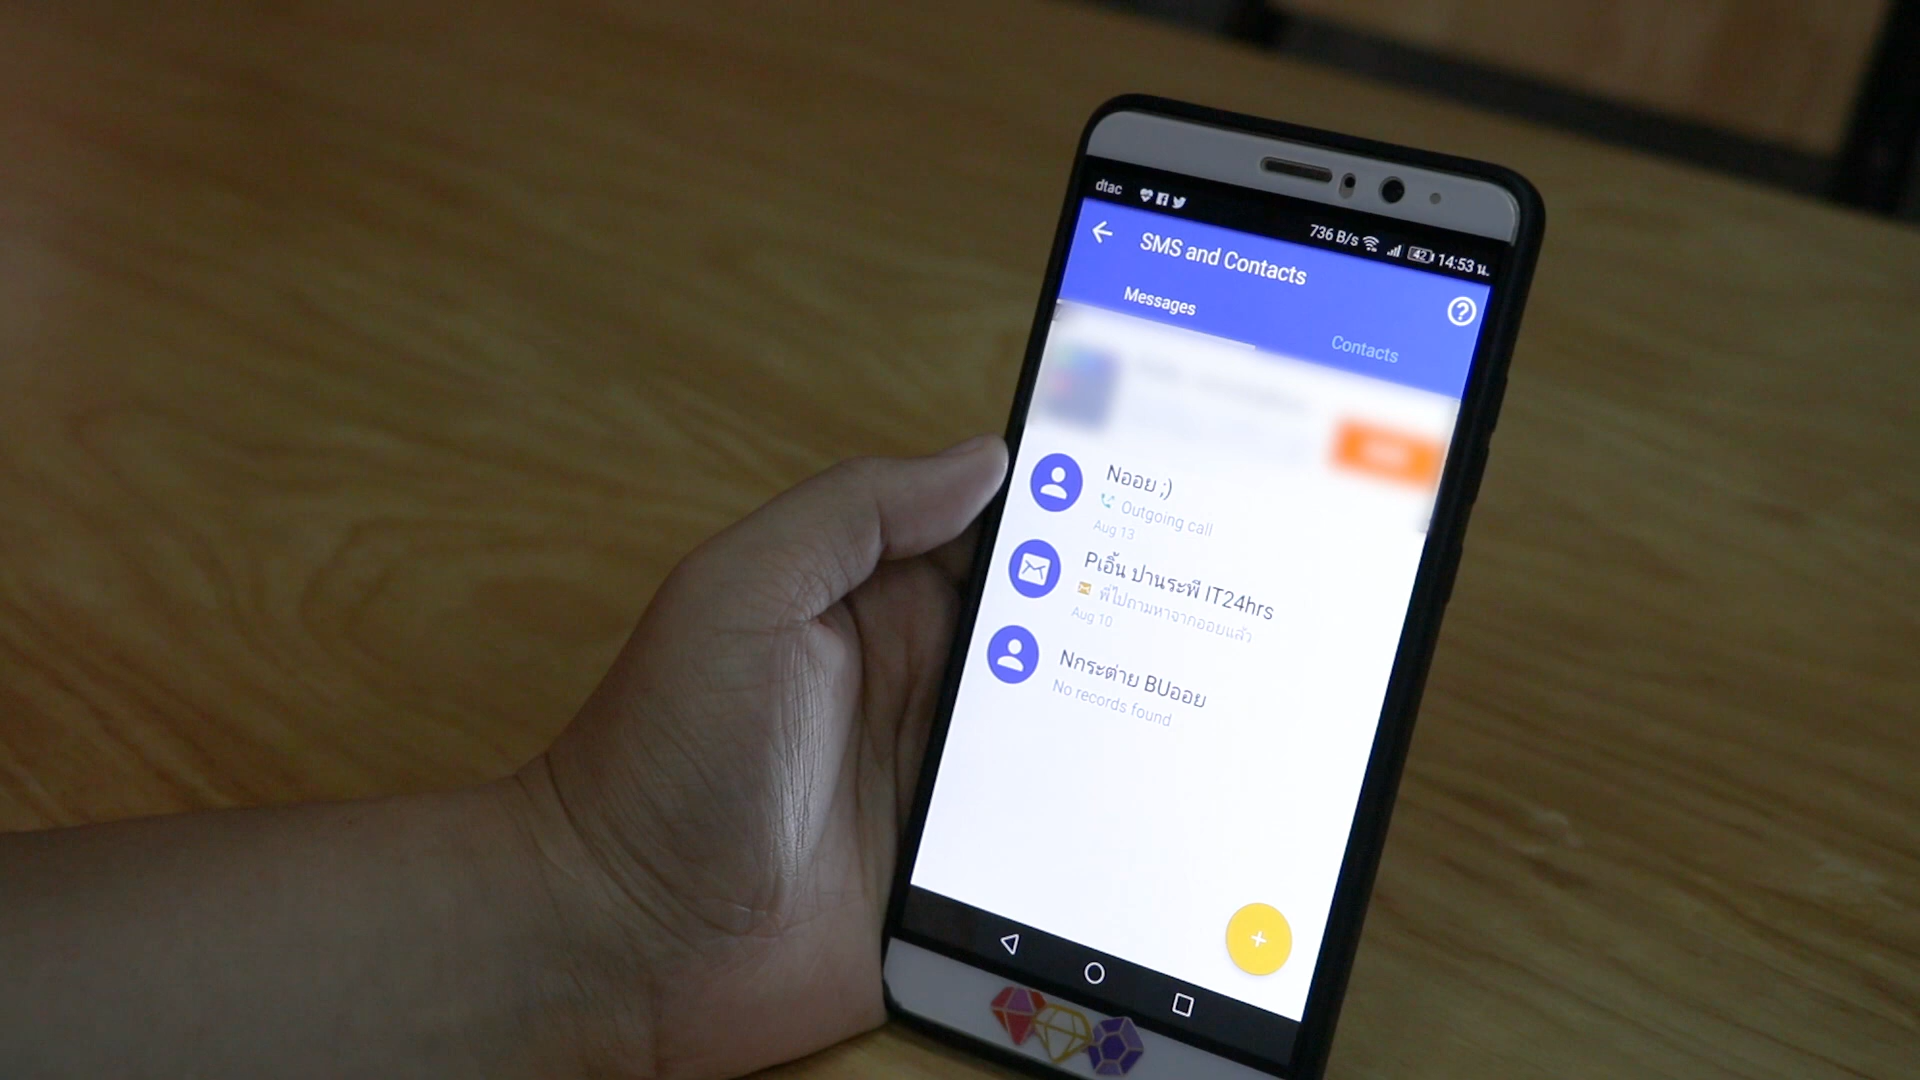 dtac
736 B/s 42 14:53 น.
SMS and Contacts
Messages
Contacts
Nออย ;)
Outgoing call
Aug 13
Pเอิ้น ปานระพี IT24hrs
พี่ไปถามหาจากออยแล้ว
Aug 10
Nกระต่าย BUออย
No records found